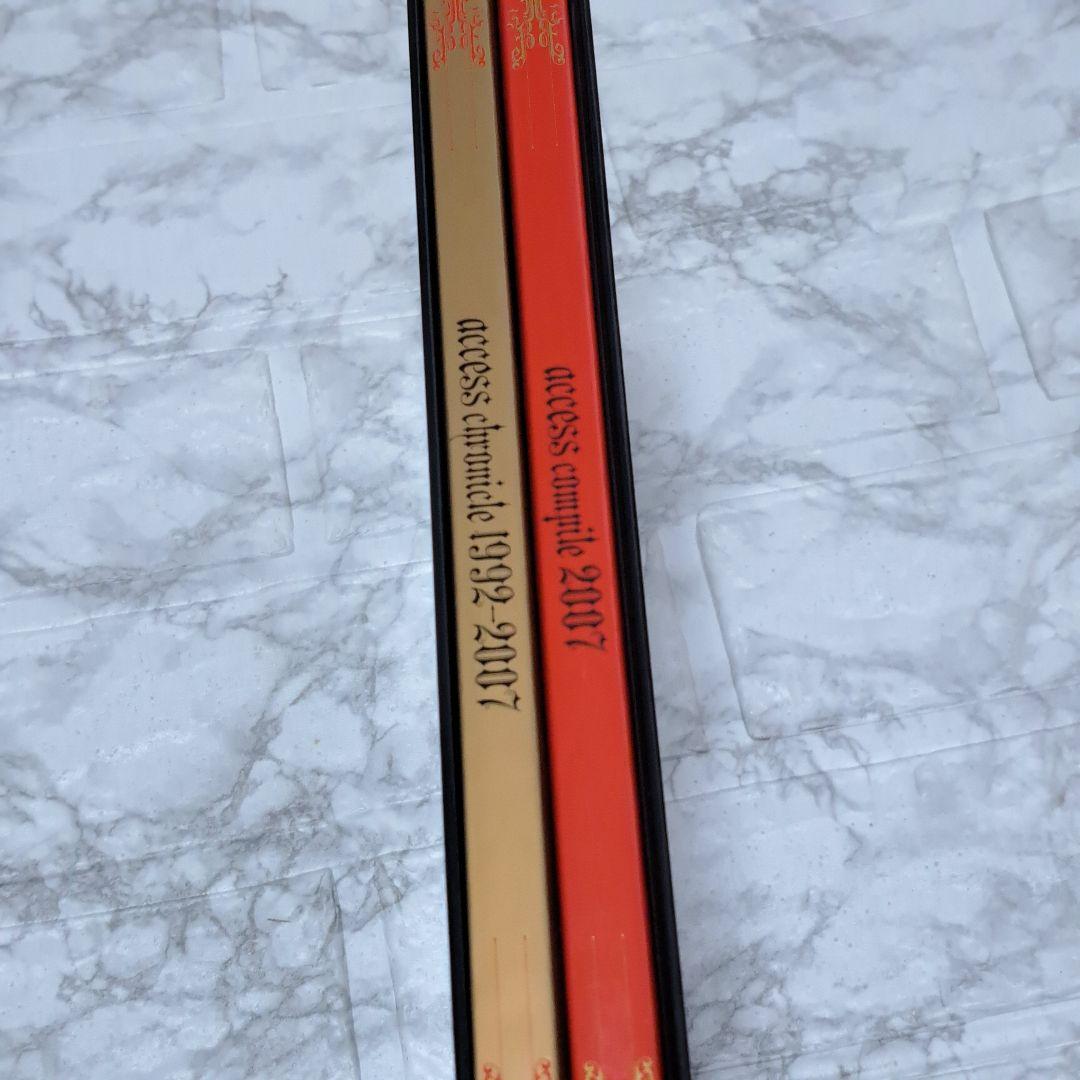 access chronicle 1992-2007
access compile 2007